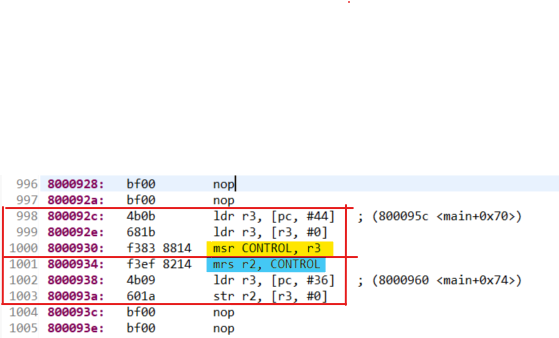 996 8000928: bf00 nop
997 800092a: bf00 nop
998 800092c: 4b0b ldr r3, [pc, #44] ; (800095c <main+0x70>)
999 800092e: 681b ldr r3, [r3, #0]
1000 8000930: f383 8814 msr CONTROL, r3
1001 8000934: f3ef 8214 mrs r2, CONTROL
1002 8000938: 4b09 ldr r3, [pc, #36] ; (8000960 <main+0x74>)
1003 800093a: 601a str r2, [r3, #0]
1004 800093c: bf00 nop
1005 800093e: bf00 nop